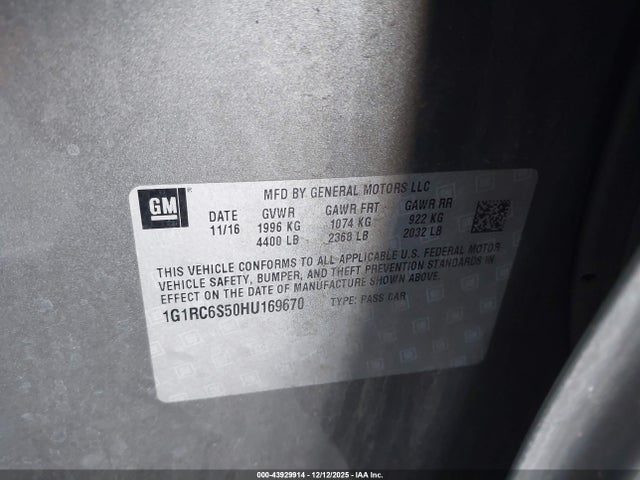 GM
MFD BY GENERAL MOTORS LLC
DATE GVWR GAWR FRT GAWR RR
11/16 1996 KG 1074 KG 922 KG
4400 LB 2368 LB 2032 LB
THIS VEHICLE CONFORMS TO ALL APPLICABLE U.S. FEDERAL MOTOR
VEHICLE SAFETY, BUMPER, AND THEFT PREVENTION STANDARDS IN
EFFECT ON THE DATE OF MANUFACTURE SHOWN ABOVE.
1G1RC6S50HU169670 TYPE: PASS CAR
000-43929914 - 12/12/2025 - IAA Inc.